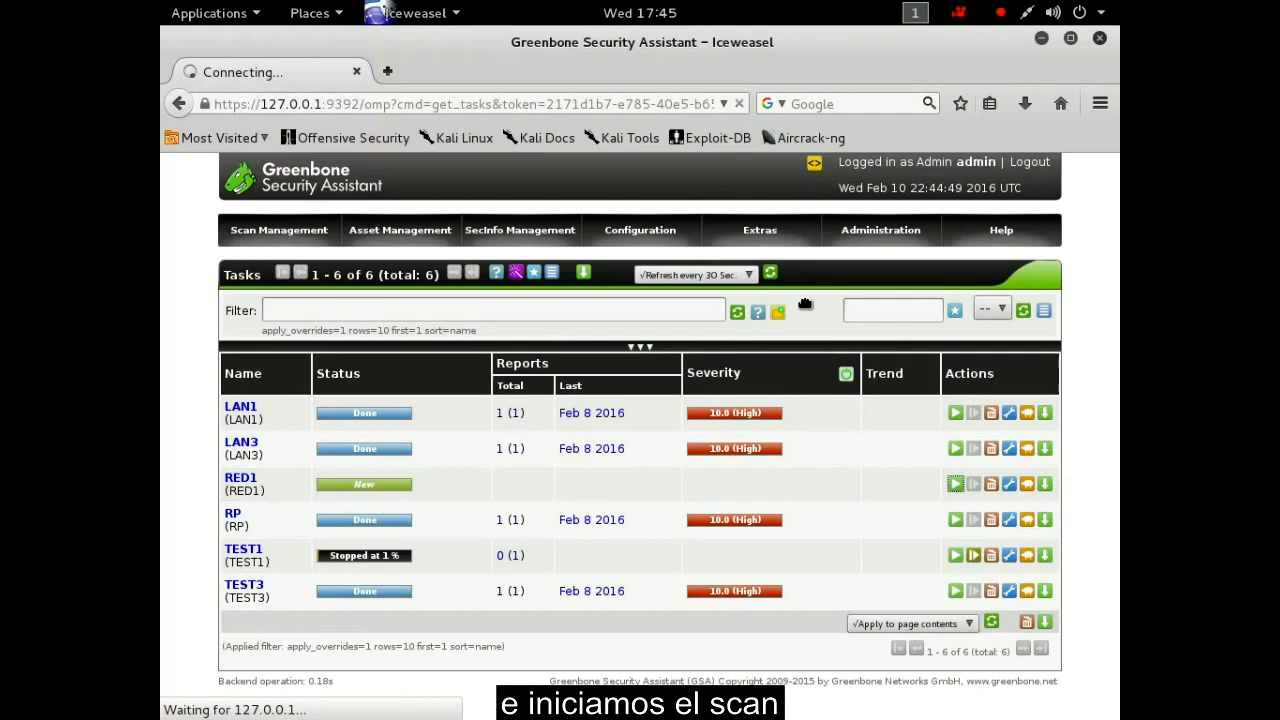 Applications Places Iceweasel Wed 17:45 1
Greenbone Security Assistant – Iceweasel
Connecting...
https://127.0.0.1:9392/omp?cmd=get_tasks&token=2171d1b7-e785-40e5-b6 Google
Most Visited Offensive Security Kali Linux Kali Docs Kali Tools Exploit-DB Aircrack-ng
Greenbone
Security Assistant
Logged in as Admin admin | Logout
Wed Feb 10 22:44:49 2016 UTC
Scan Management Asset Management SecInfo Management Configuration Extras Administration Help
Tasks 1 - 6 of 6 (total: 6) √Refresh every 30 Sec.
Filter: --
apply_overrides=1 rows=10 first=1 sort=name
Name Status Reports Severity Trend Actions
Total Last
LAN1 Done 1 (1) Feb 8 2016 10.0 (High)
(LAN1)
LAN3 Done 1 (1) Feb 8 2016 10.0 (High)
(LAN3)
RED1 New
(RED1)
RP Done 1 (1) Feb 8 2016 10.0 (High)
(RP)
TEST1 Stopped at 1 % 0 (1)
(TEST1)
TEST3 Done 1 (1) Feb 8 2016 10.0 (High)
(TEST3)
√Apply to page contents
(Applied filter: apply_overrides=1 rows=10 first=1 sort=name) 1 - 6 of 6 (total: 6)
Backend operation: 0.18s Greenbone Security Assistant (GSA) Copyright 2009-2015 by Greenbone Networks GmbH, www.greenbone.net
Waiting for 127.0.0.1...
e iniciamos el scan